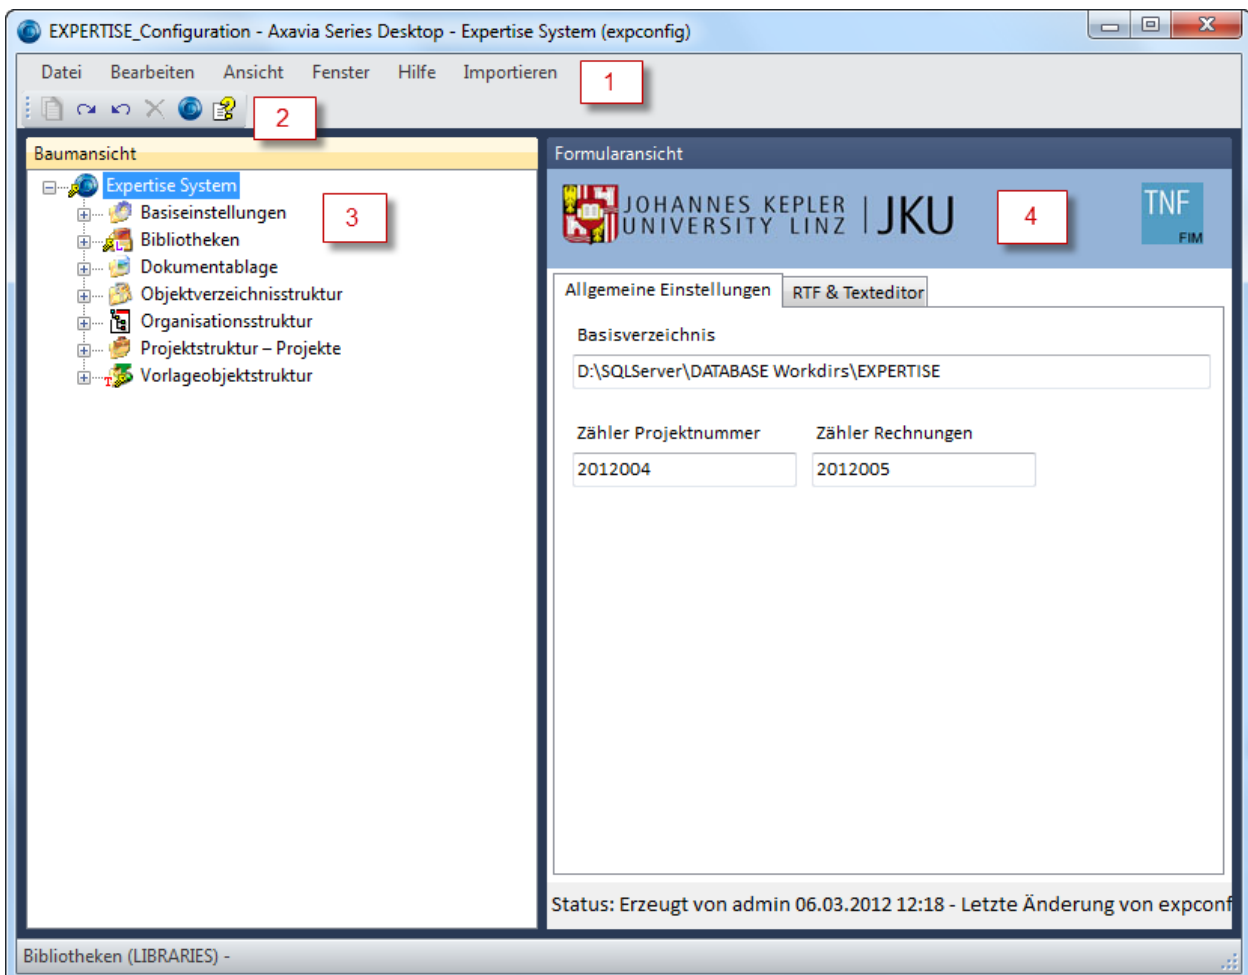 EXPERTISE_Configuration - Axavia Series Desktop - Expertise System (expconfig)
Datei Bearbeiten Ansicht Fenster Hilfe Importieren
1
2
Baumansicht
Expertise System
Basiseinstellungen
Bibliotheken
Dokumentablage
Objektverzeichnisstruktur
Organisationsstruktur
Projektstruktur – Projekte
Vorlageobjektstruktur
3
Formularansicht
JOHANNES KEPLER
UNIVERSITY LINZ | JKU
4
TNF
FIM
Allgemeine Einstellungen RTF & Texteditor
Basisverzeichnis
D:\SQLServer\DATABASE Workdirs\EXPERTISE
Zähler Projektnummer Zähler Rechnungen
2012004 2012005
Status: Erzeugt von admin 06.03.2012 12:18 - Letzte Änderung von expconf
Bibliotheken (LIBRARIES) -